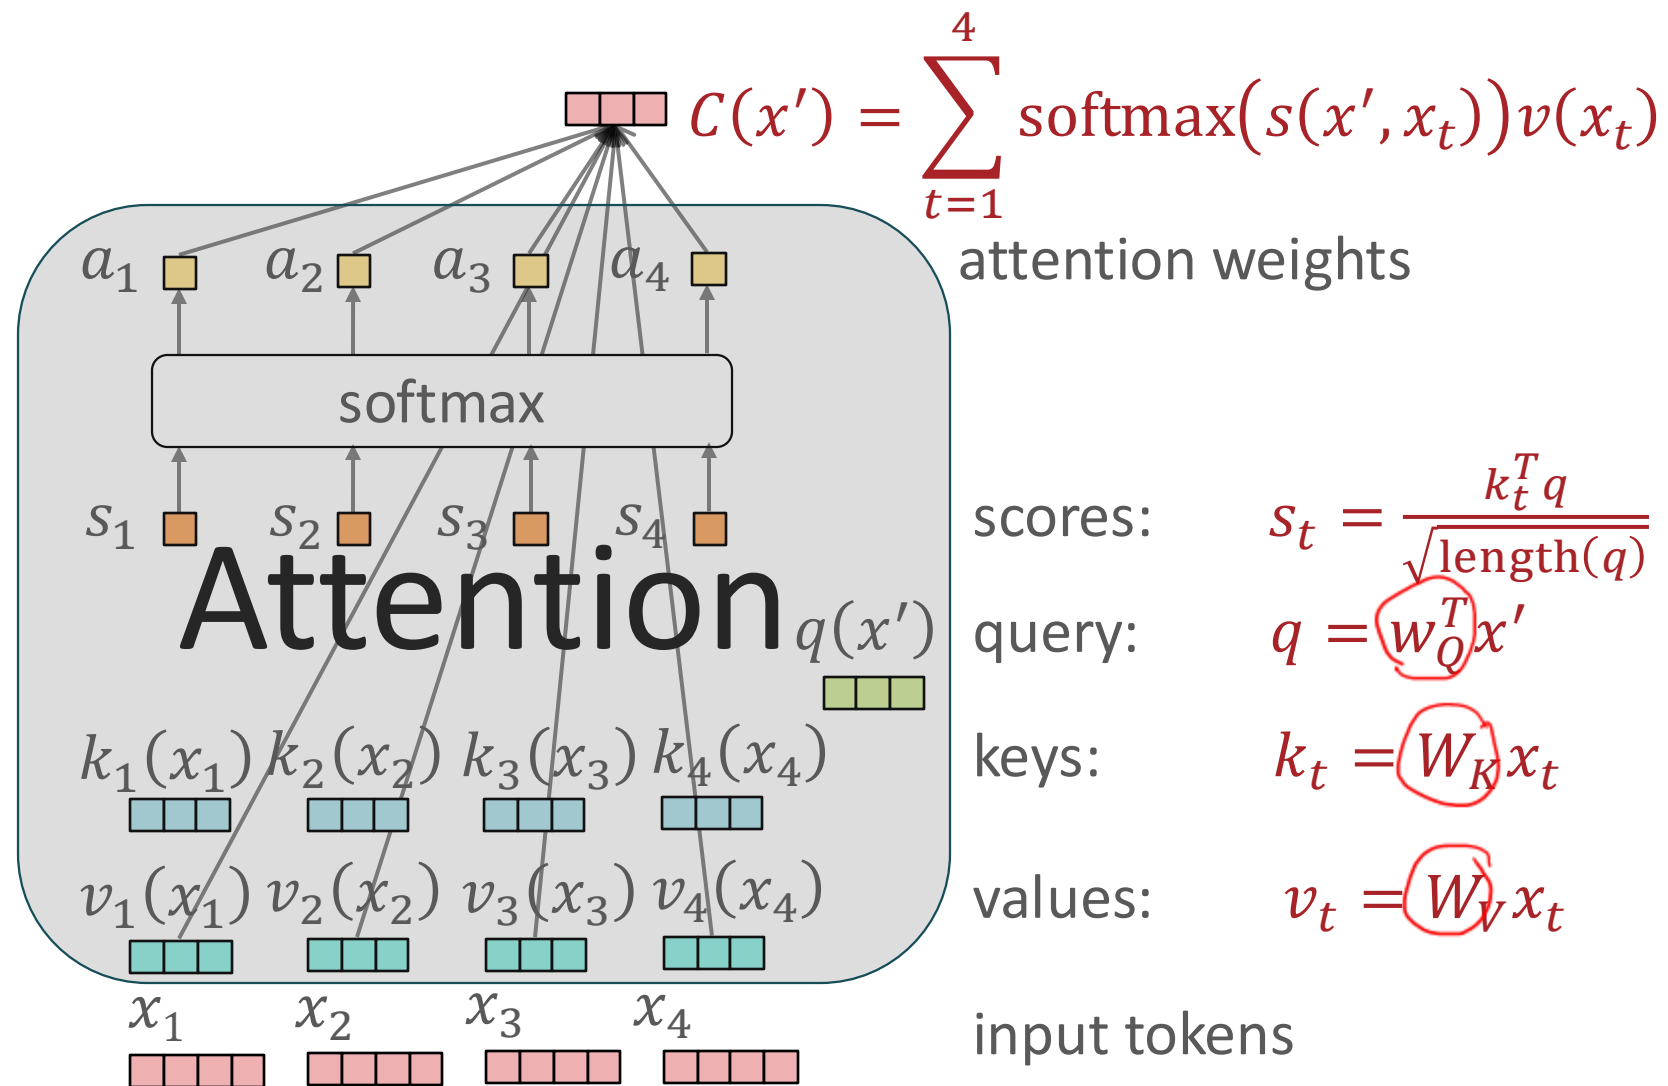 C(x′) = ∑_{t=1}^{4} softmax(s(x′, x_t))v(x_t)
a₁ a₂ a₃ a₄ attention weights
softmax
s₁ s₂ s₃ s₄ scores: s_t = k_t^T q / √length(q)
Attention
q(x′) query: q = w_Q^T x′
k₁(x₁) k₂(x₂) k₃(x₃) k₄(x₄) keys: k_t = W_K x_t
v₁(x₁) v₂(x₂) v₃(x₃) v₄(x₄) values: v_t = W_V x_t
x₁ x₂ x₃ x₄ input tokens